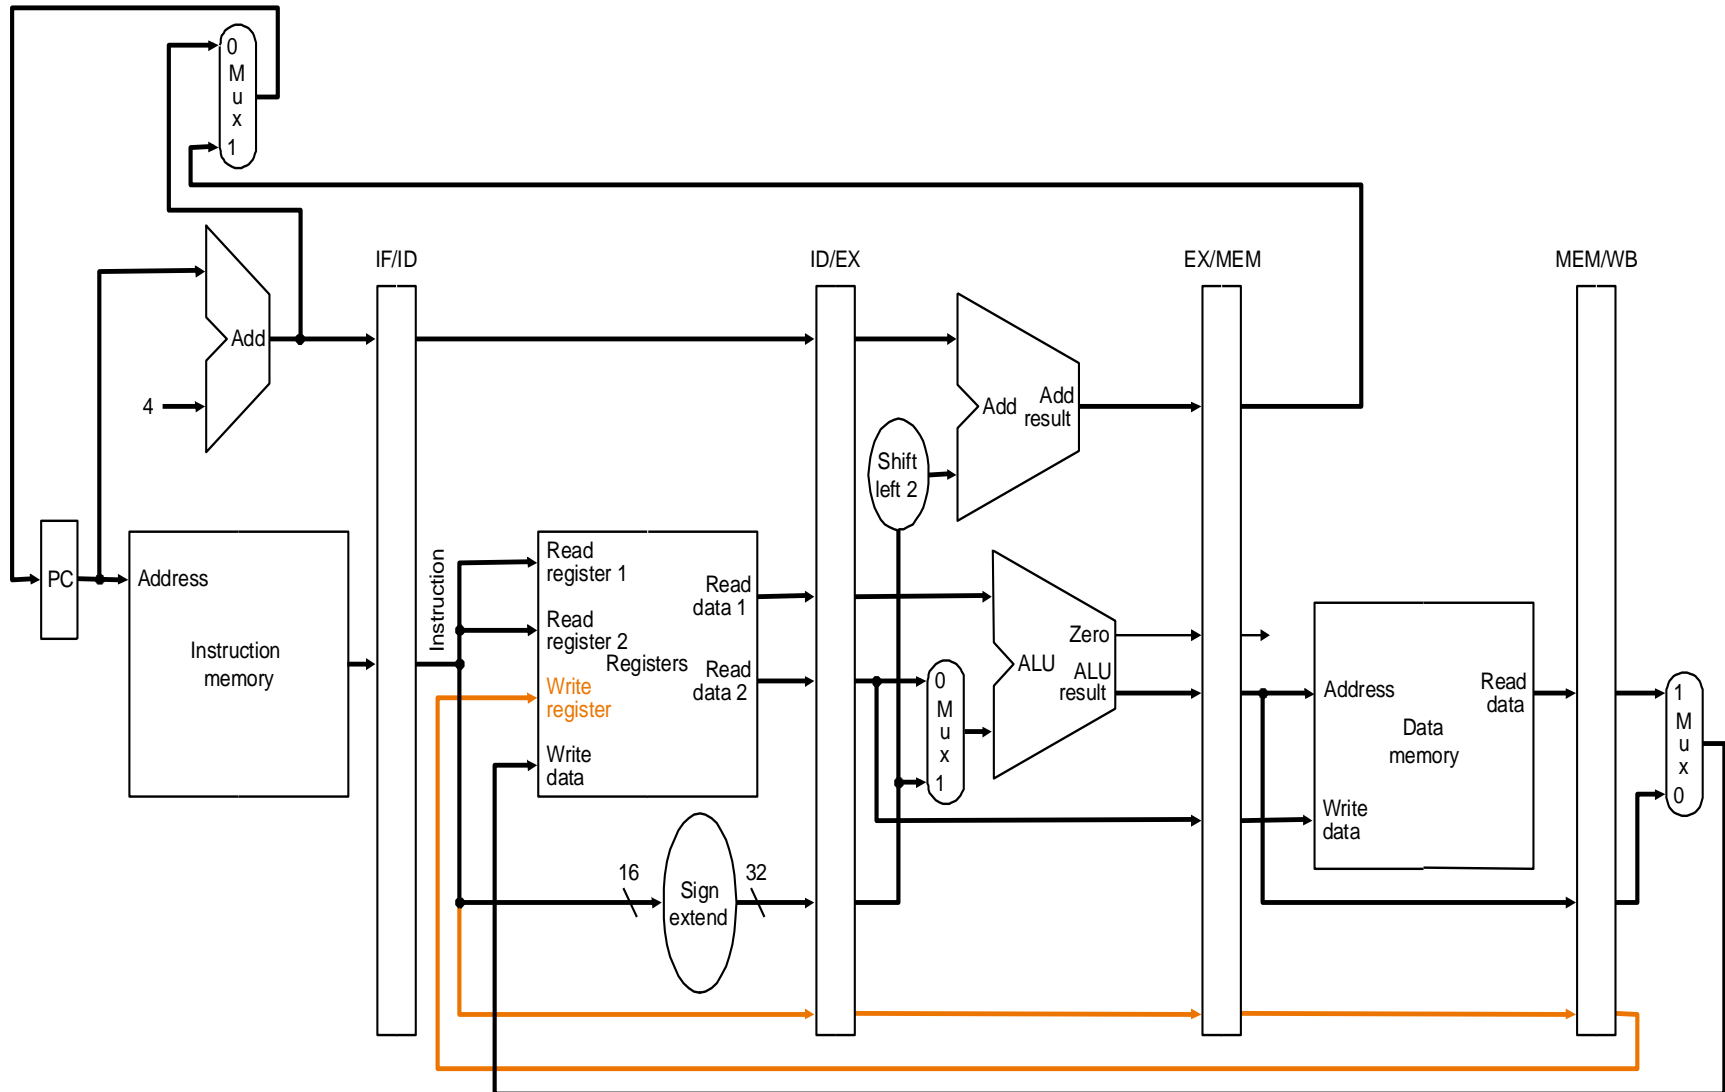 0
M
u
x
1
IF/ID
ID/EX
EX/MEM
MEM/WB
Add
4
Add
Add
result
Shift
left 2
PC
Address
Instruction
memory
Instruction
Read
register 1
Read
register 2
Write
register
Write
data
Registers
Read
data 1
Read
data 2
16
Sign
extend
32
0
M
u
x
1
Zero
ALU
ALU
result
Address
Read
data
Data
memory
Write
data
1
M
u
x
0